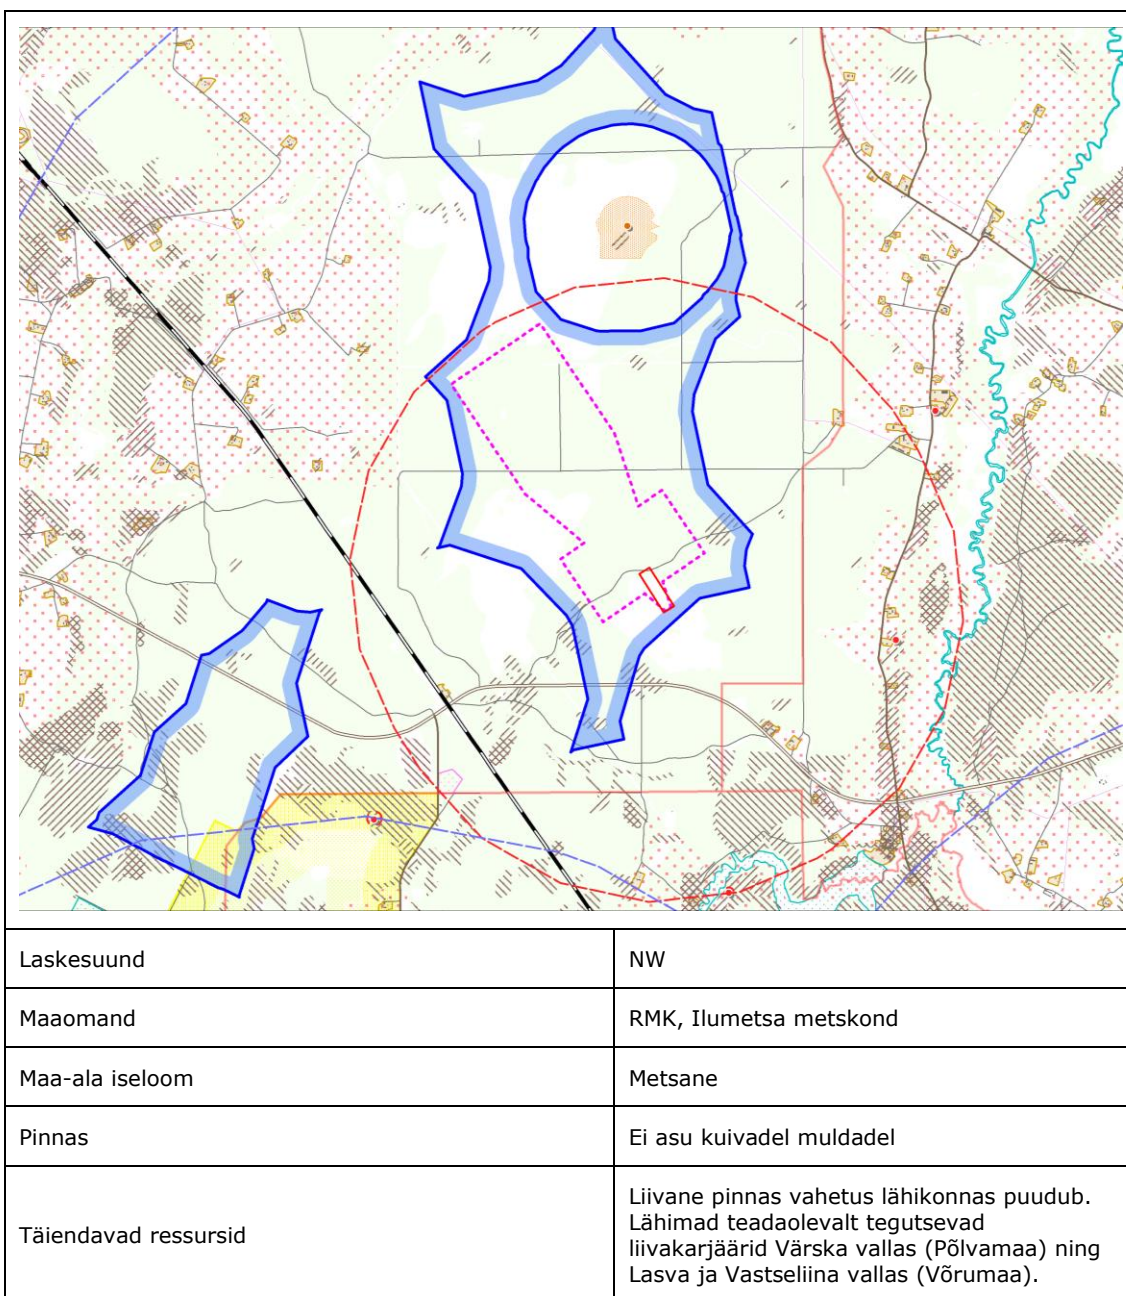 Laskesuund
NW
Maaomand
RMK, Ilumetsa metskond
Maa-ala iseloom
Metsane
Pinnas
Ei asu kuivadel muldadel
Täiendavad ressursid
Liivane pinnas vahetus lähikonnas puudub.
Lähimad teadaolevalt tegutsevad
liivakarjäärid Värska vallas (Põlvamaa) ning
Lasva ja Vastseliina vallas (Võrumaa).